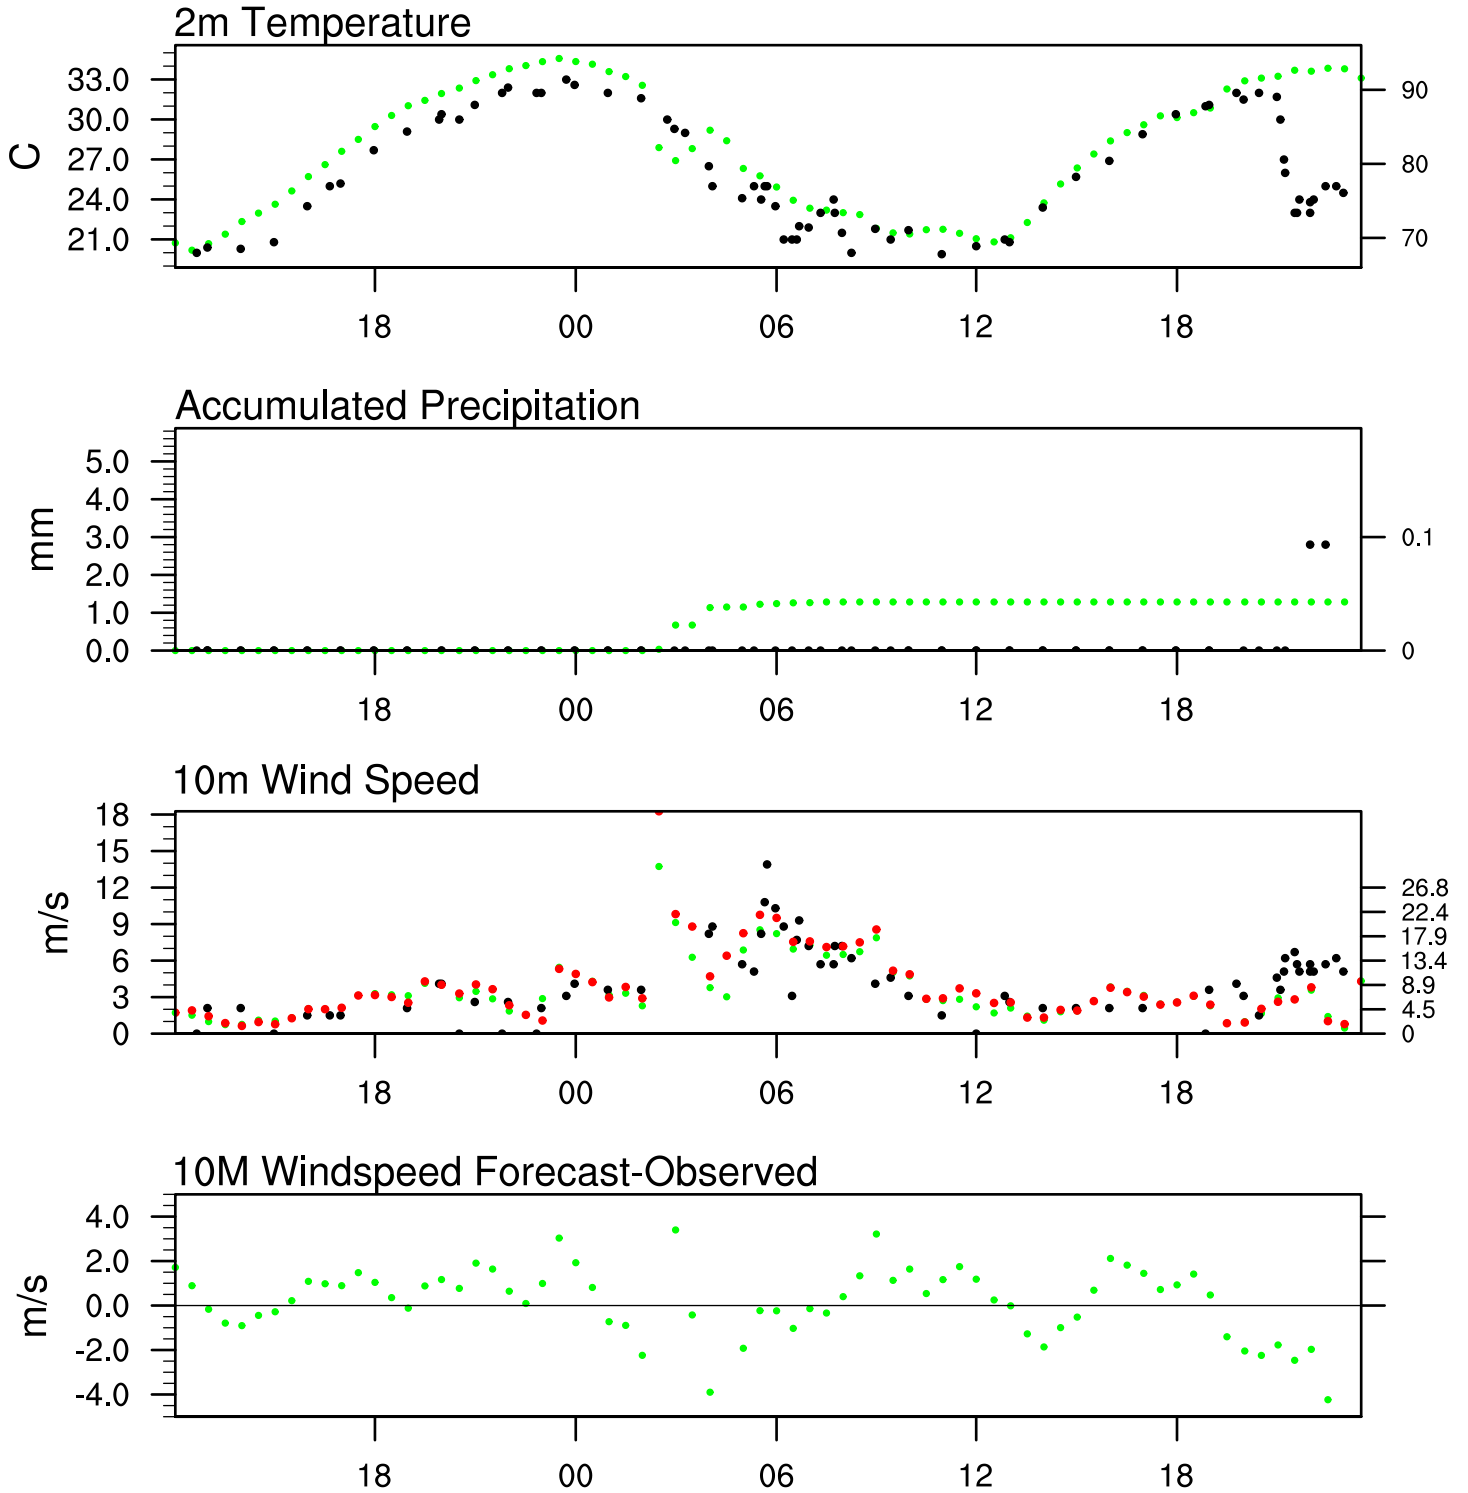 2m Temperature
33.0
30.0
27.0
24.0
21.0
C
90
80
70
18 00 06 12 18
Accumulated Precipitation
5.0
4.0
3.0
2.0
1.0
0.0
mm
0.1
0
18 00 06 12 18
10m Wind Speed
18
15
12
9
6
3
0
m/s
26.8
22.4
17.9
13.4
8.9
4.5
0
18 00 06 12 18
10M Windspeed Forecast-Observed
4.0
2.0
0.0
-2.0
-4.0
m/s
18 00 06 12 18